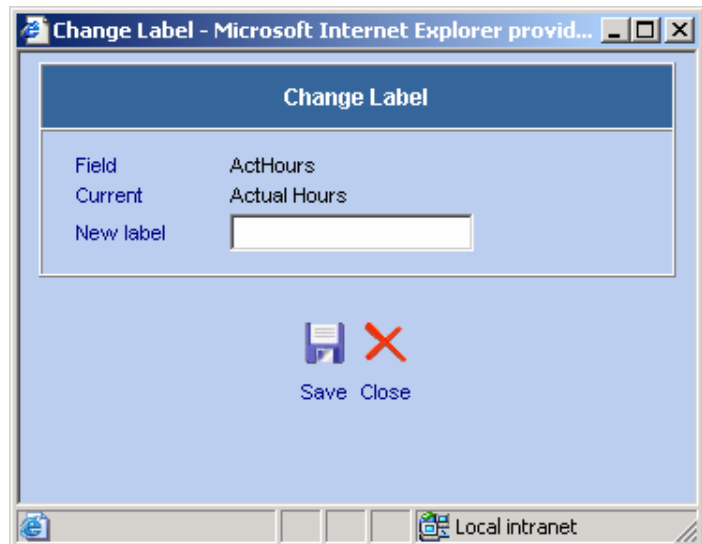 Change Label - Microsoft Internet Explorer provid...
Change Label
Field ActHours
Current Actual Hours
New label
Save Close
Local intranet